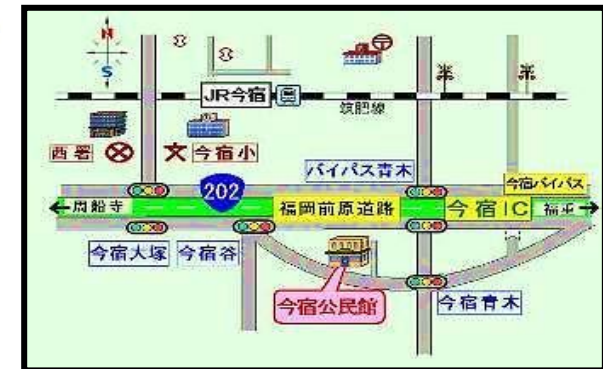 N
S
JR今宿
筑肥線
西署
文 今宿小
バイパス青木
202
今宿バイパス
←周船寺
福岡前原道路
今宿IC
福重→
今宿大塚
今宿谷
今宿公民館
今宿青木